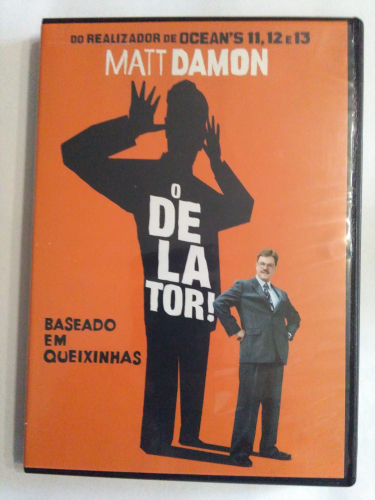 DO REALIZADOR DE OCEAN'S 11, 12 E 13
MATT DAMON
O
DE
LA
TOR!
BASEADO
EM
QUEIXINHAS